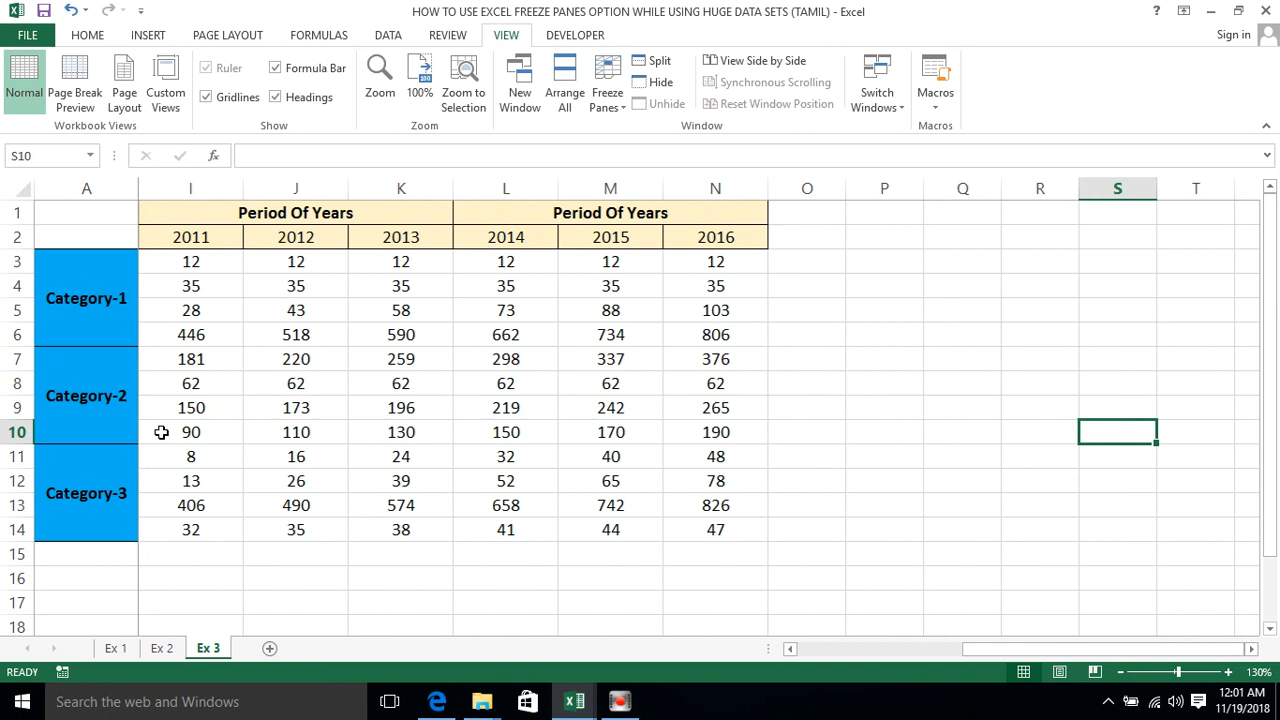 HOW TO USE EXCEL FREEZE PANES OPTION WHILE USING HUGE DATA SETS (TAMIL) - Excel
FILE HOME INSERT PAGE LAYOUT FORMULAS DATA REVIEW VIEW DEVELOPER Sign in
Normal Page Break Preview Page Layout Custom Views
Workbook Views
Ruler Formula Bar
Gridlines Headings
Show
Zoom 100% Zoom to Selection
Zoom
New Window Arrange All Freeze Panes
Split
Hide
Unhide
View Side by Side
Synchronous Scrolling
Reset Window Position
Switch Windows
Window
Macros
Macros
S10 fx
A I J K L M N O P Q R S T
1 Period Of Years Period Of Years
2 2011 2012 2013 2014 2015 2016
3 12 12 12 12 12 12
4 35 35 35 35 35 35
Category-1
5 28 43 58 73 88 103
6 446 518 590 662 734 806
7 181 220 259 298 337 376
8 62 62 62 62 62 62
Category-2
9 150 173 196 219 242 265
10 90 110 130 150 170 190
11 8 16 24 32 40 48
12 13 26 39 52 65 78
Category-3
13 406 490 574 658 742 826
14 32 35 38 41 44 47
15
16
17
18
Ex 1 Ex 2 Ex 3
READY 130%
Search the web and Windows
12:01 AM
11/19/2018